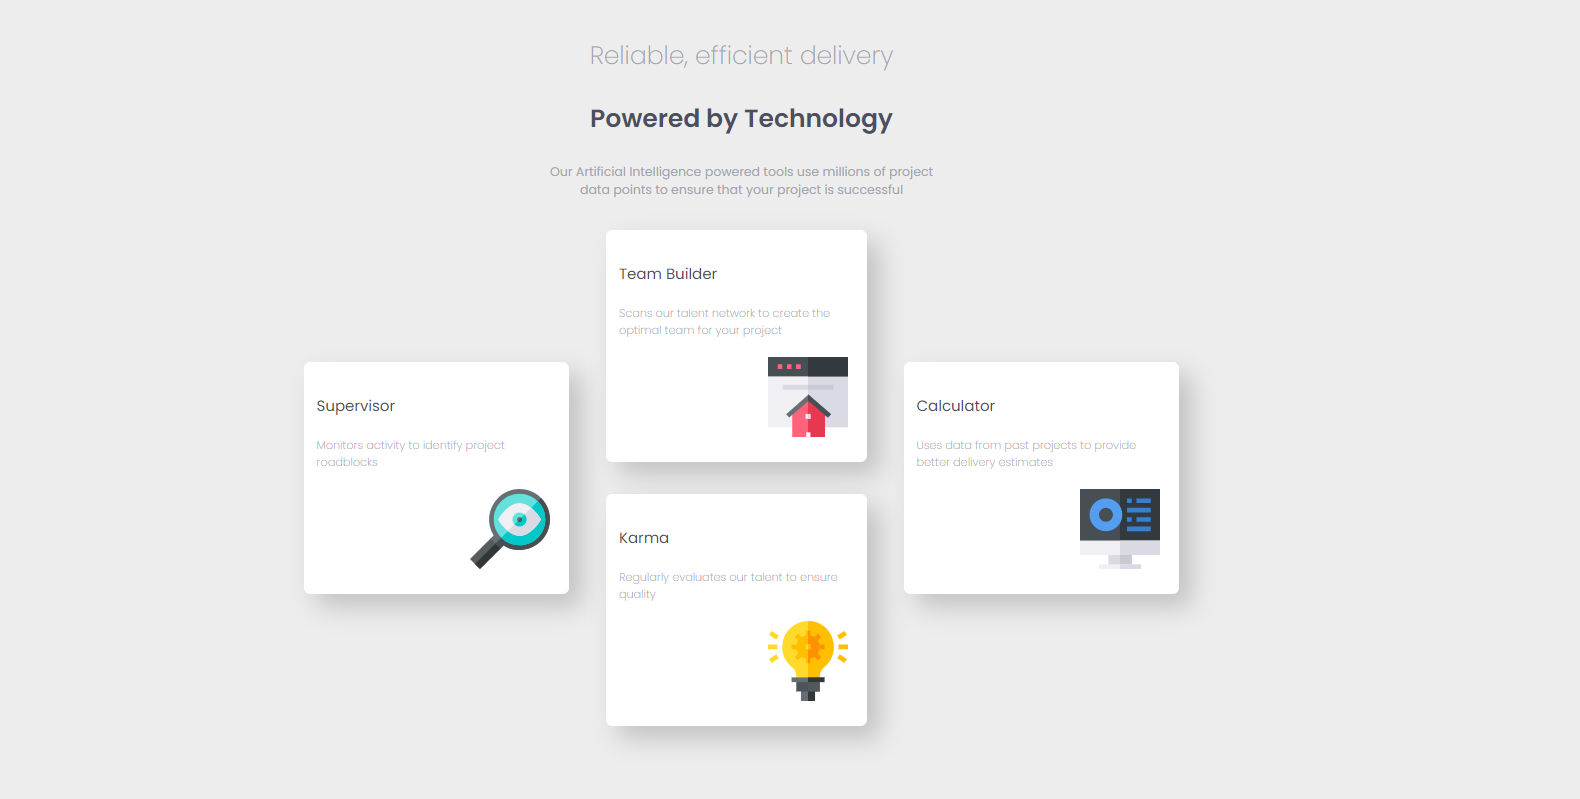 Reliable, efficient delivery
Powered by Technology
Our Artificial Intelligence powered tools use millions of project
data points to ensure that your project is successful
Team Builder
Scans our talent network to create the
optimal team for your project
Supervisor
Monitors activity to identify project
roadblocks
Calculator
Uses data from past projects to provide
better delivery estimates
Karma
Regularly evaluates our talent to ensure
quality